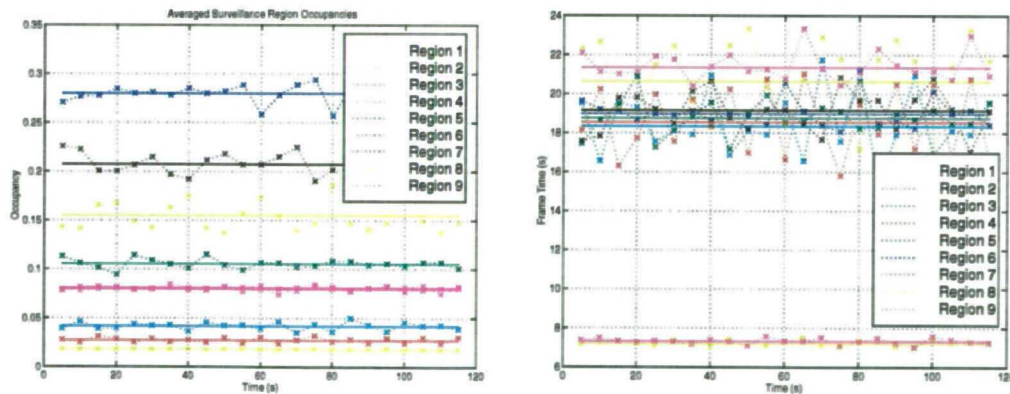 Averaged Surveillance Region Occupancies
0.35
0.3
0.25
0.2
0.15
0.1
0.05
0
Occupancy
0
20
40
60
80
100
120
Time (s)
Region 1
Region 2
Region 3
Region 4
Region 5
Region 6
Region 7
Region 8
Region 9
24
22
20
18
16
14
12
10
8
6
Frame Time (s)
0
20
40
60
80
100
120
Time (s)
Region 1
Region 2
Region 3
Region 4
Region 5
Region 6
Region 7
Region 8
Region 9